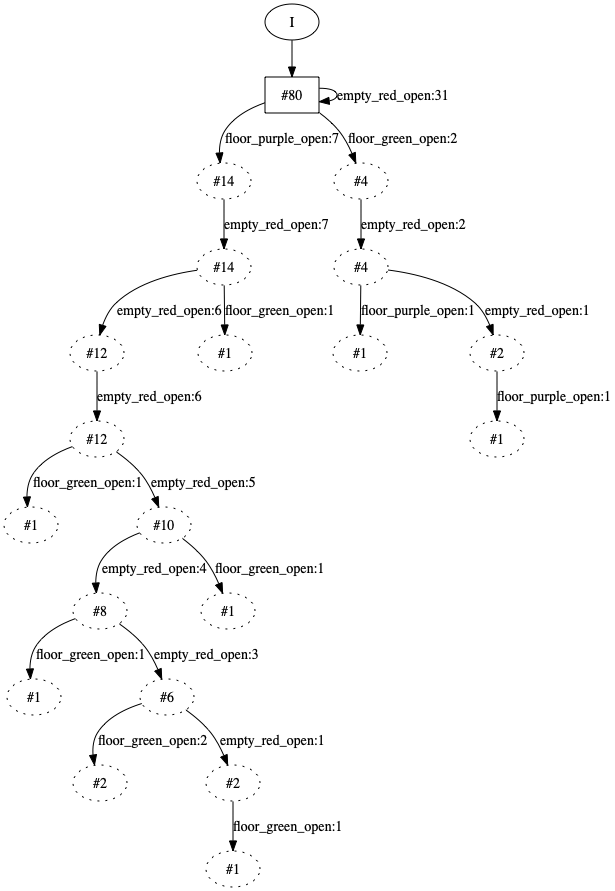 I
#80 empty_red_open:31
floor_purple_open:7 floor_green_open:2
#14 #4
empty_red_open:7 empty_red_open:2
#14 #4
empty_red_open:6 floor_green_open:1 floor_purple_open:1 empty_red_open:1
#12 #1 #1 #2
empty_red_open:6 floor_purple_open:1
#12 #1
floor_green_open:1 empty_red_open:5
#1 #10
empty_red_open:4 floor_green_open:1
#8 #1
floor_green_open:1 empty_red_open:3
#1 #6
floor_green_open:2 empty_red_open:1
#2 #2
floor_green_open:1
#1